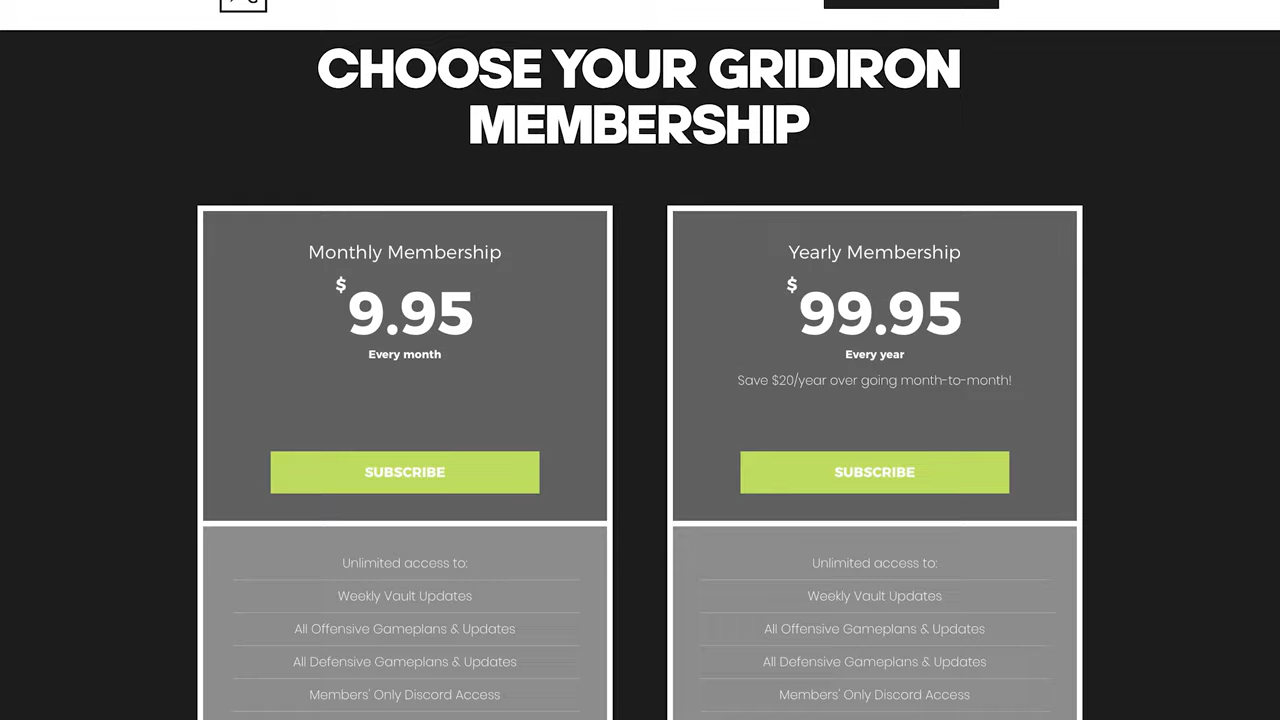 CHOOSE YOUR GRIDIRON
MEMBERSHIP
Monthly Membership
$9.95
Every month
SUBSCRIBE
Unlimited access to:
Weekly Vault Updates
All Offensive Gameplans & Updates
All Defensive Gameplans & Updates
Members' Only Discord Access
Yearly Membership
$99.95
Every year
Save $20/year over going month-to-month!
SUBSCRIBE
Unlimited access to:
Weekly Vault Updates
All Offensive Gameplans & Updates
All Defensive Gameplans & Updates
Members' Only Discord Access